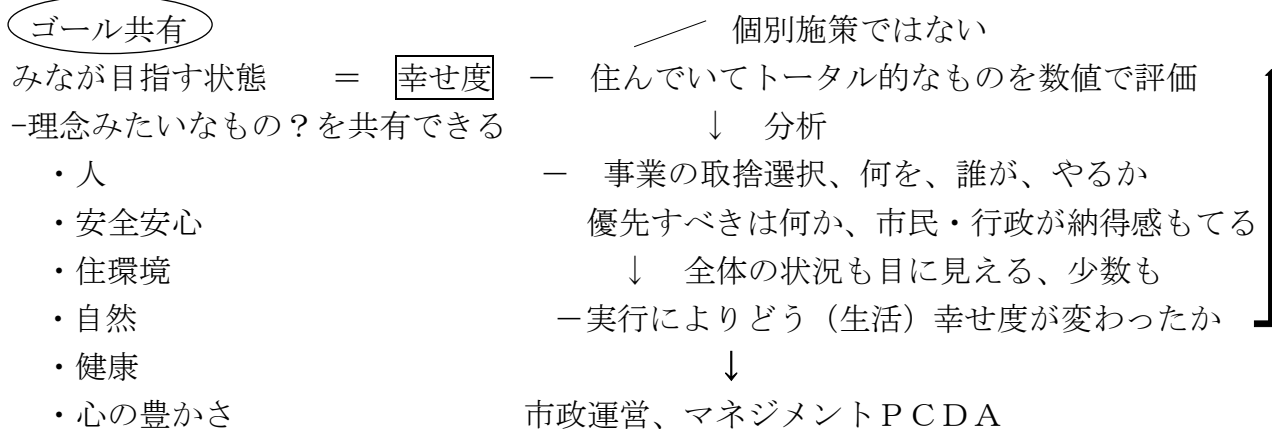 ゴール共有 個別施策ではない
みなが目指す状態 ＝ 幸せ度 － 住んでいてトータル的なものを数値で評価
-理念みたいなもの？を共有できる ↓ 分析
・人 － 事業の取捨選択、何を、誰が、やるか
・安全安心 優先すべきは何か、市民・行政が納得感もてる
・住環境 ↓ 全体の状況も目に見える、少数も
・自然 －実行によりどう（生活）幸せ度が変わったか
・健康 ↓
・心の豊かさ 市政運営、マネジメントＰＣＤＡ